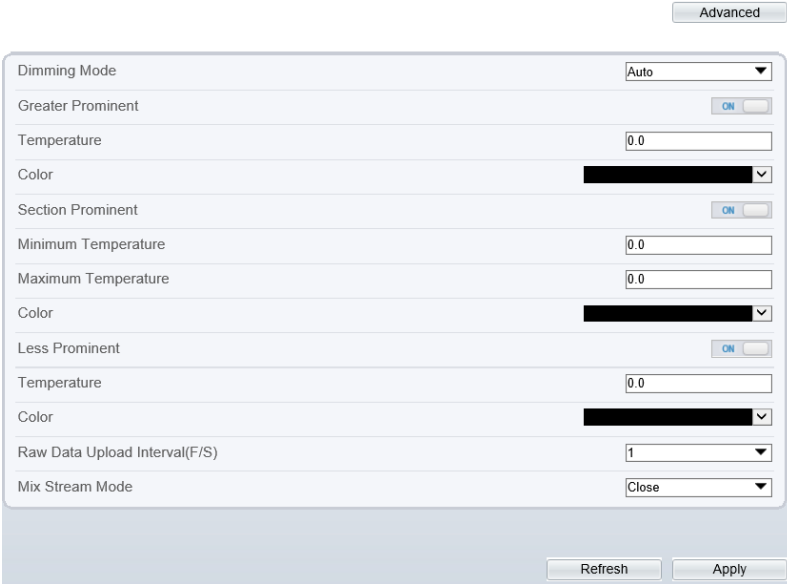 Advanced
Dimming Mode Auto
Greater Prominent ON
Temperature 0.0
Color
Section Prominent ON
Minimum Temperature 0.0
Maximum Temperature 0.0
Color
Less Prominent ON
Temperature 0.0
Color
Raw Data Upload Interval(F/S) 1
Mix Stream Mode Close
Refresh Apply